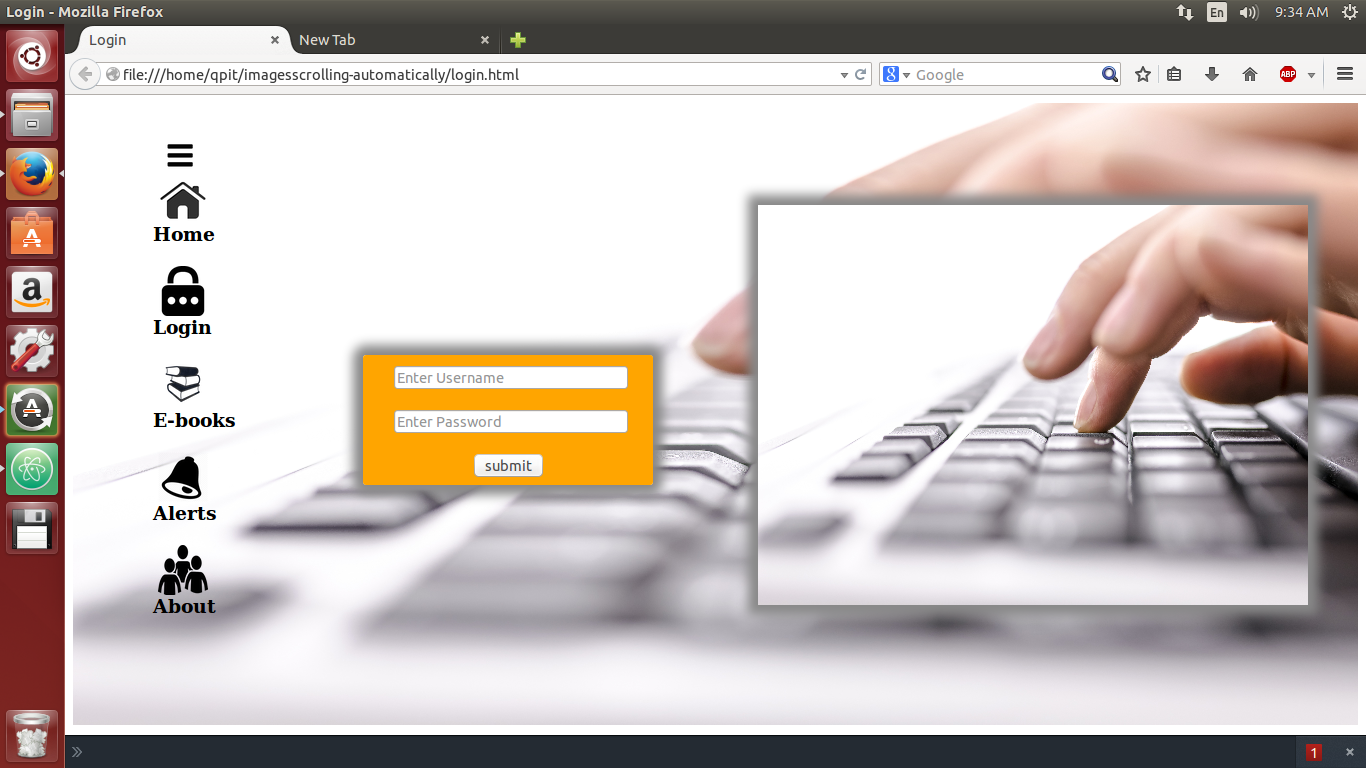 Login - Mozilla Firefox
En
9:34 AM
Login
New Tab
file:///home/qpit/imagesscrolling-automatically/login.html
8
Google
ABP
Home
Login
E-books
Alerts
About
Enter Username
Enter Password
submit
a
1